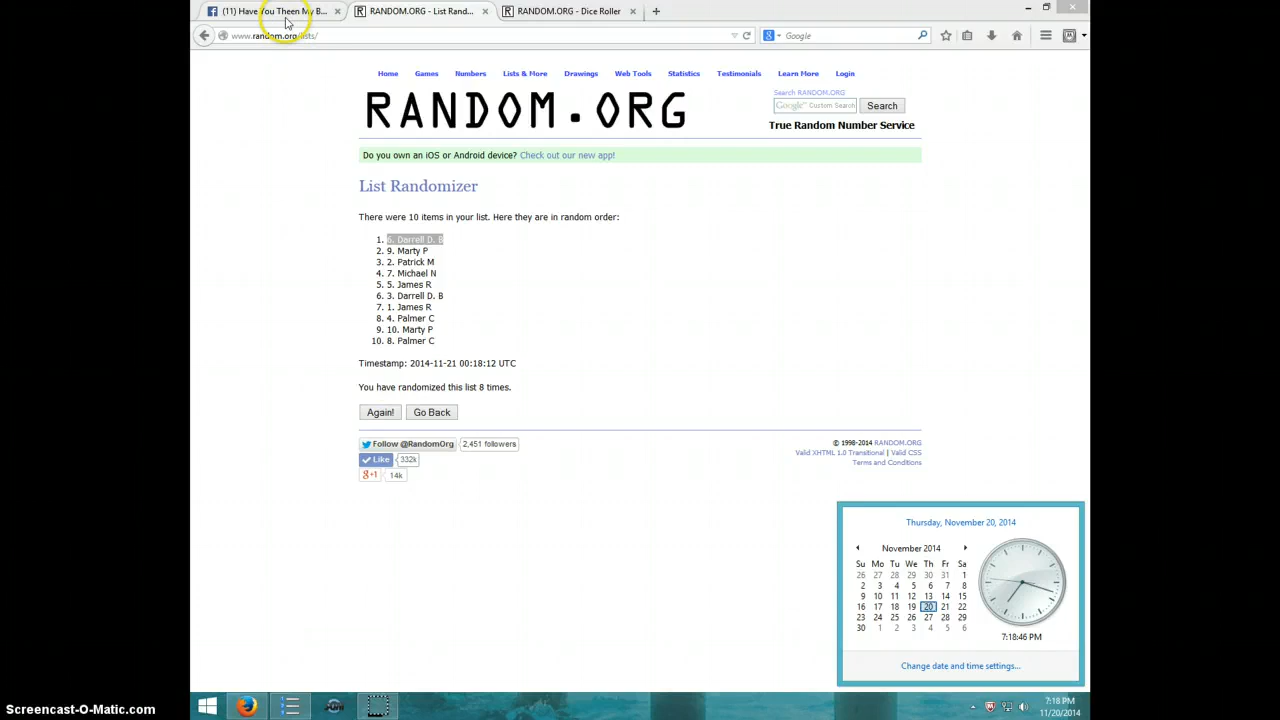 (11) Have You Theen My B...
RANDOM.ORG - List Rand...
RANDOM.ORG - Dice Roller
www.random.org/lists/
Google
Home Games Numbers Lists & More Drawings Web Tools Statistics Testimonials Learn More Login
RANDOM.ORG
Search RANDOM.ORG
Google™ Custom Search
Search
True Random Number Service
Do you own an iOS or Android device? Check out our new app!
List Randomizer
There were 10 items in your list. Here they are in random order:
1. 6. Darrell D. B
2. 9. Marty P
3. 2. Patrick M
4. 7. Michael N
5. 5. James R
6. 3. Darrell D. B
7. 1. James R
8. 4. Palmer C
9. 10. Marty P
10. 8. Palmer C
Timestamp: 2014-11-21 00:18:12 UTC
You have randomized this list 8 times.
Again! Go Back
Follow @RandomOrg 2,451 followers
Like 332k
g+1 14k
© 1998-2014 RANDOM.ORG
Valid XHTML 1.0 Transitional | Valid CSS
Terms and Conditions
Thursday, November 20, 2014
November 2014
Su Mo Tu We Th Fr Sa
26 27 28 29 30 31 1
2 3 4 5 6 7 8
9 10 11 12 13 14 15
16 17 18 19 20 21 22
23 24 25 26 27 28 29
30 1 2 3 4 5 6
7:18:46 PM
Change date and time settings...
7:18 PM
11/20/2014
Screencast-O-Matic.com